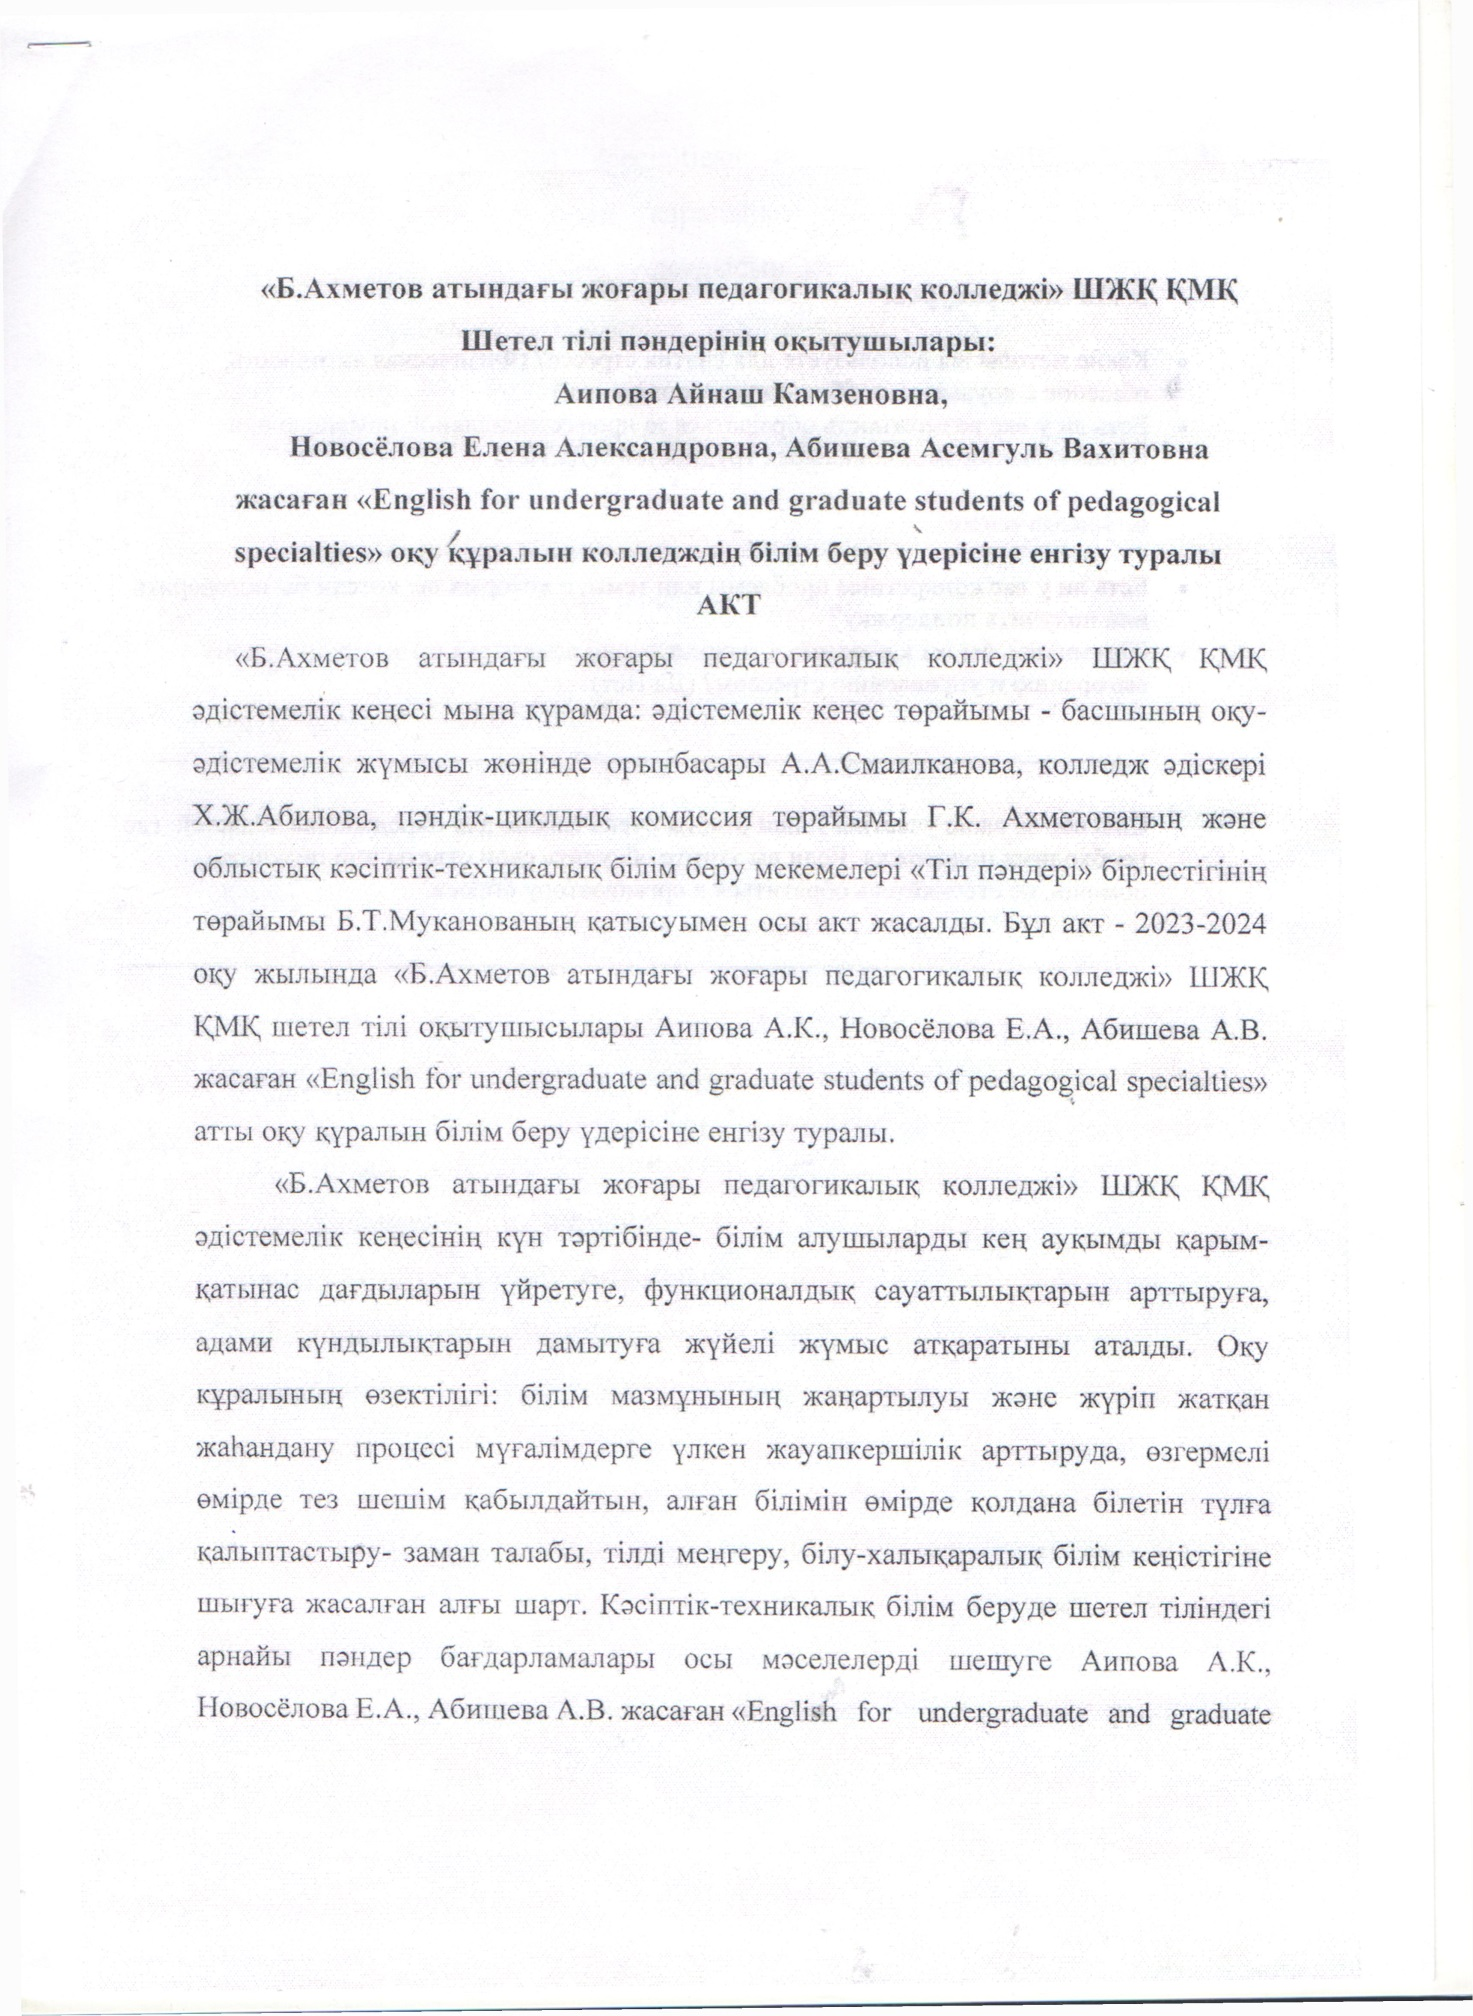 «Б.Ахметов атындағы жоғары педагогикалық колледжі» ШЖҚ ҚМҚ
Шетел тілі пәндерінің оқытушылары:
Аипова Айнаш Камзеновна,
Новосёлова Елена Александровна, Абишева Асемгуль Вахитовна
жасаған «English for undergraduate and graduate students of pedagogical
specialties» оқу құралын колледждің білім беру үдерісіне енгізу туралы
АКТ
«Б.Ахметов атындағы жоғары педагогикалық колледжі» ШЖҚ ҚМҚ
әдістемелік кеңесі мына құрамда: әдістемелік кеңес төрайымы - басшының оқу-
әдістемелік жұмысы жөнінде орынбасары А.А.Смаилканова, колледж әдіскері
Х.Ж.Абилова, пәндік-циклдық комиссия төрайымы Г.К. Ахметованың және
облыстық кәсіптік-техникалық білім беру мекемелері «Тіл пәндері» бірлестігінің
төрайымы Б.Т.Муканованың қатысуымен осы акт жасалды. Бұл акт - 2023-2024
оқу жылында «Б.Ахметов атындағы жоғары педагогикалық колледжі» ШЖҚ
ҚМҚ шетел тілі оқытушысылары Аипова А.К., Новосёлова Е.А., Абишева А.В.
жасаған «English for undergraduate and graduate students of pedagogical specialties»
атты оқу құралын білім беру үдерісіне енгізу туралы.
«Б.Ахметов атындағы жоғары педагогикалық колледжі» ШЖҚ ҚМҚ
әдістемелік кеңесінің күн тәртібінде- білім алушыларды кең ауқымды қарым-
қатынас дағдыларын үйретуге, функционалдық сауаттылықтарын арттыруға,
адами күндылықтарын дамытуға жүйелі жұмыс атқаратыны аталды. Оқу
құралының өзектілігі: білім мазмұнының жаңартылуы және жүріп жатқан
жаһандану процесі мұғалімдерге үлкен жауапкершілік арттыруда, өзгермелі
өмірде тез шешім қабылдайтын, алған білімін өмірде қолдана білетін тұлға
қалыптастыру- заман талабы, тілді меңгеру, білу-халықаралық білім кеңістігіне
шығуға жасалған алғы шарт. Кәсіптік-техникалық білім беруде шетел тіліндегі
арнайы пәндер бағдарламалары осы мәселелерді шешуге Аипова А.К.,
Новосёлова Е.А., Абишева А.В. жасаған «English for undergraduate and graduate